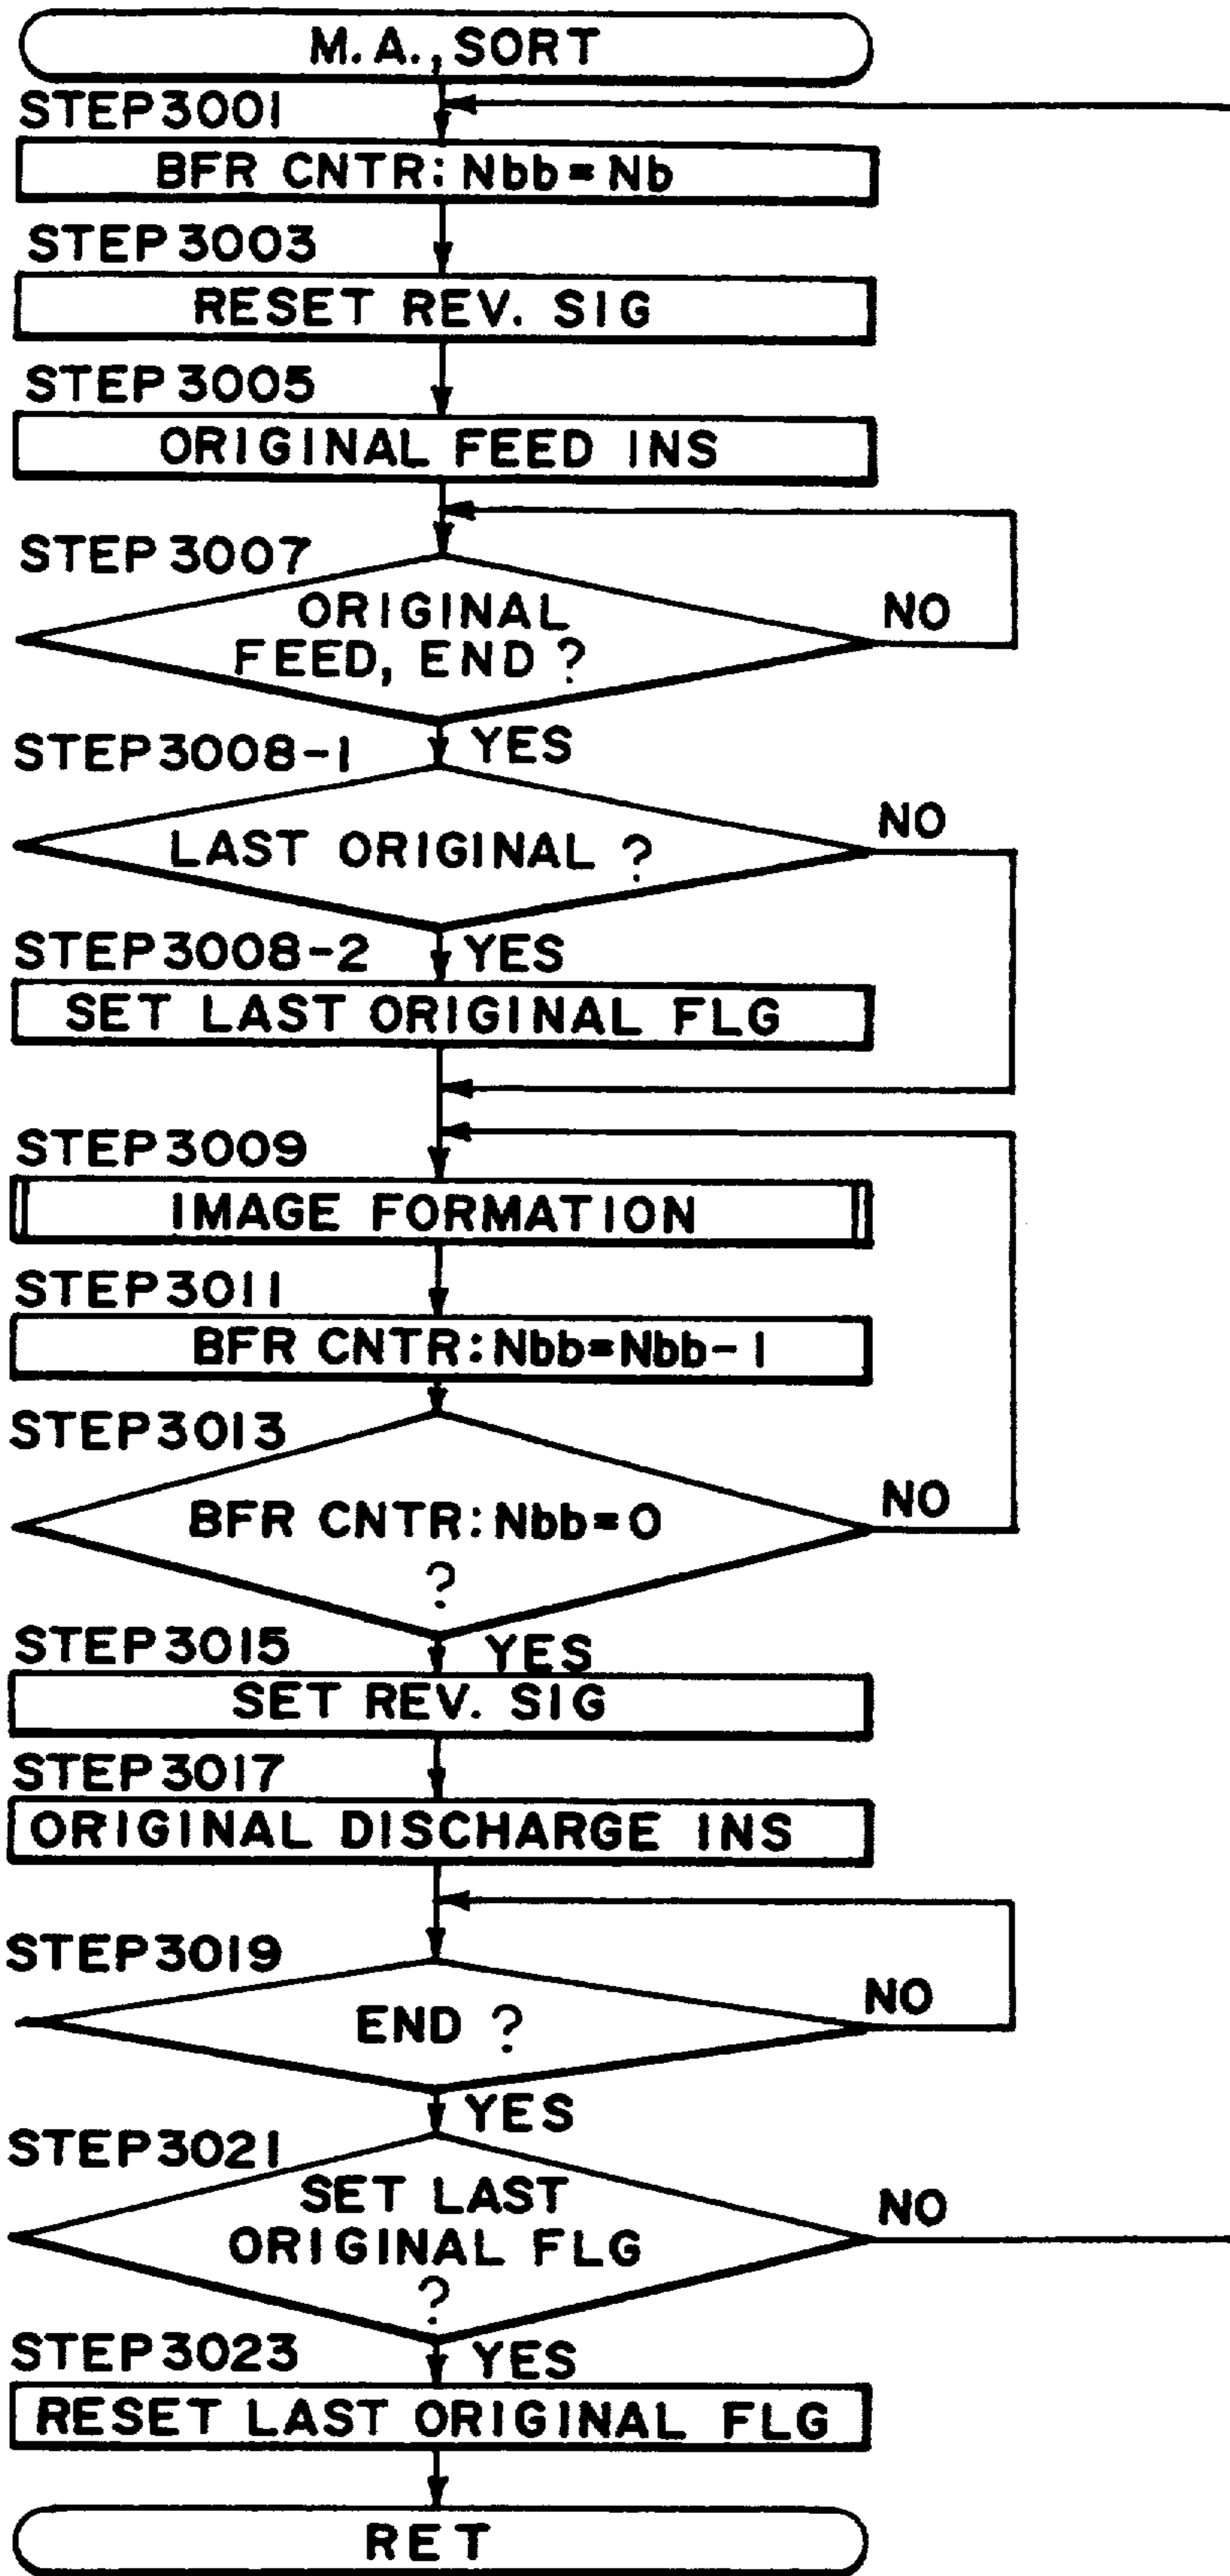 M.A., SORT
STEP3001
BFR CNTR: Nbb=Nb
STEP3003
RESET REV. SIG
STEP3005
ORIGINAL FEED INS
STEP3007
ORIGINAL
FEED, END ?
NO
YES
STEP3008-1
LAST ORIGINAL ?
NO
STEP3008-2
YES
SET LAST ORIGINAL FLG
STEP3009
IMAGE FORMATION
STEP3011
BFR CNTR: Nbb=Nbb-1
STEP3013
BFR CNTR: Nbb=0
?
NO
STEP3015
YES
SET REV. SIG
STEP3017
ORIGINAL DISCHARGE INS
STEP3019
END ?
NO
YES
STEP3021
SET LAST
ORIGINAL FLG
?
NO
STEP3023
YES
RESET LAST ORIGINAL FLG
RET